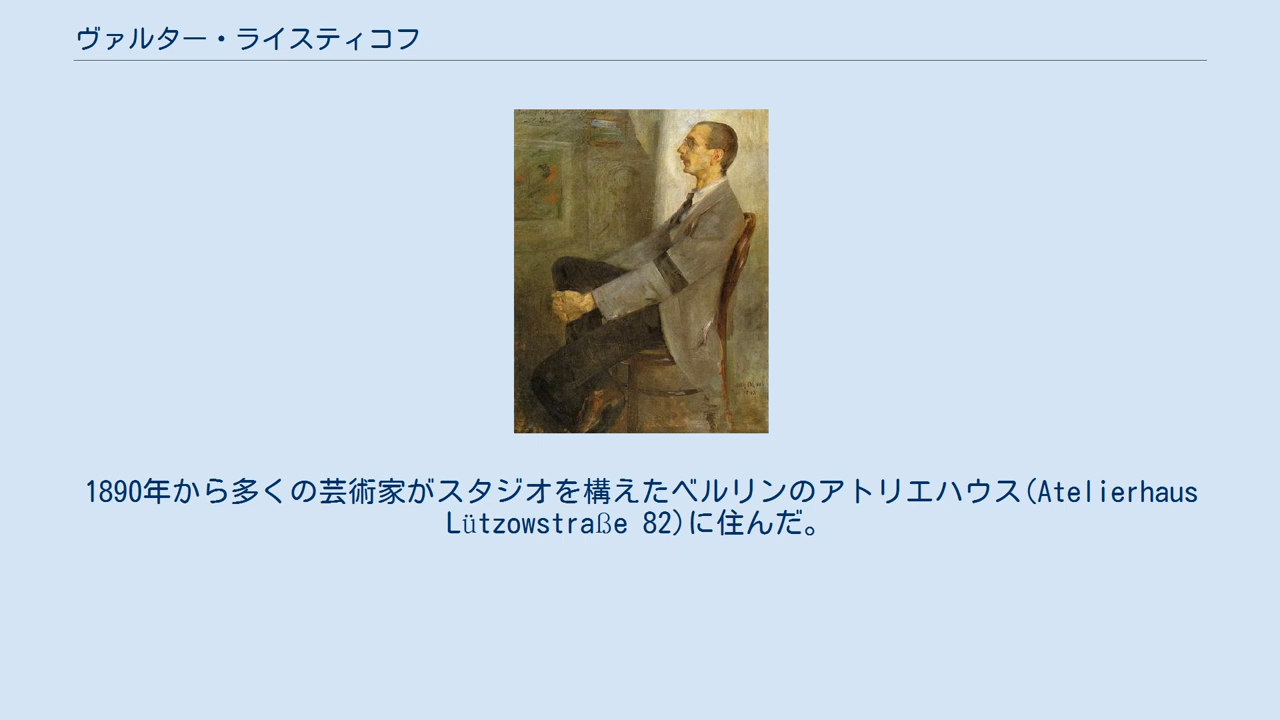 ヴァルター・ライスティコフ
1890年から多くの芸術家がスタジオを構えたベルリンのアトリエハウス(Atelierhaus
Lützowstraße 82)に住んだ。